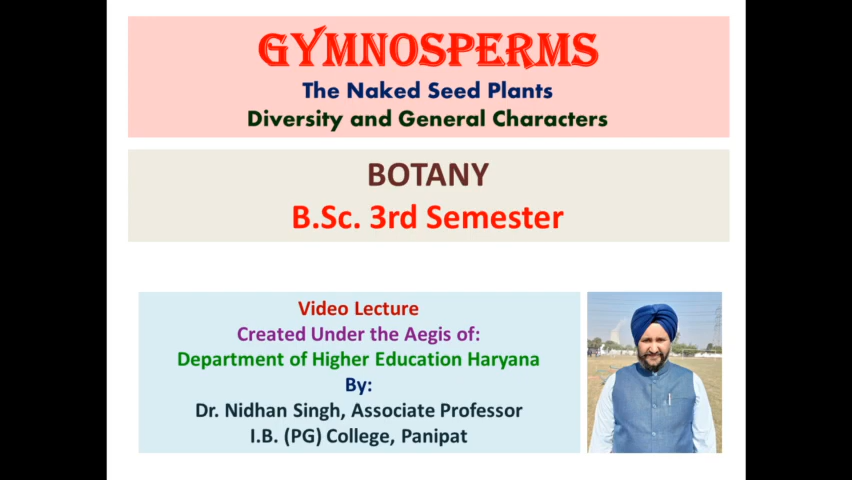 GYMNOSPERMS
The Naked Seed Plants
Diversity and General Characters
BOTANY
B.Sc. 3rd Semester
Video Lecture
Created Under the Aegis of:
Department of Higher Education Haryana
By:
Dr. Nidhan Singh, Associate Professor
I.B. (PG) College, Panipat